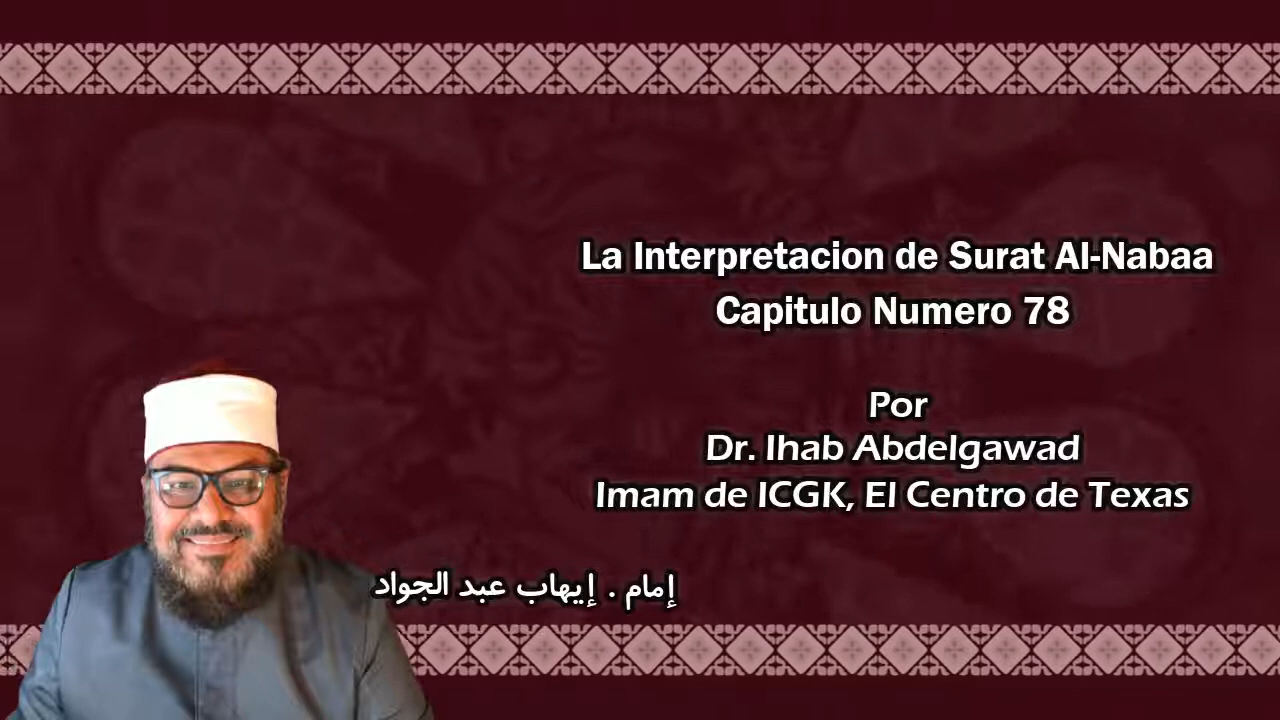 La Interpretacion de Surat Al-Nabaa
Capitulo Numero 78
Por
Dr. Ihab Abdelgawad
Imam de ICGK, El Centro de Texas
إمام . إيهاب عبد الجواد